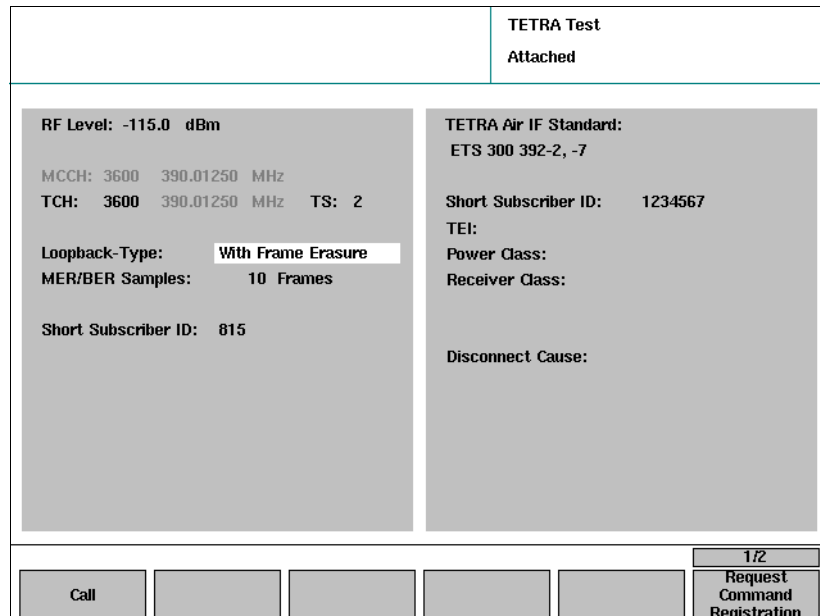 TETRA Test
Attached
RF Level: -115.0 dBm
MCCH: 3600 390.01250 MHz
TCH: 3600 390.01250 MHz TS: 2
Loopback-Type: With Frame Erasure
MER/BER Samples: 10 Frames
Short Subscriber ID: 815
TETRA Air IF Standard:
ETS 300 392-2, -7
Short Subscriber ID: 1234567
TEI:
Power Class:
Receiver Class:
Disconnect Cause:
1/2
Call
Request
Command
Registration